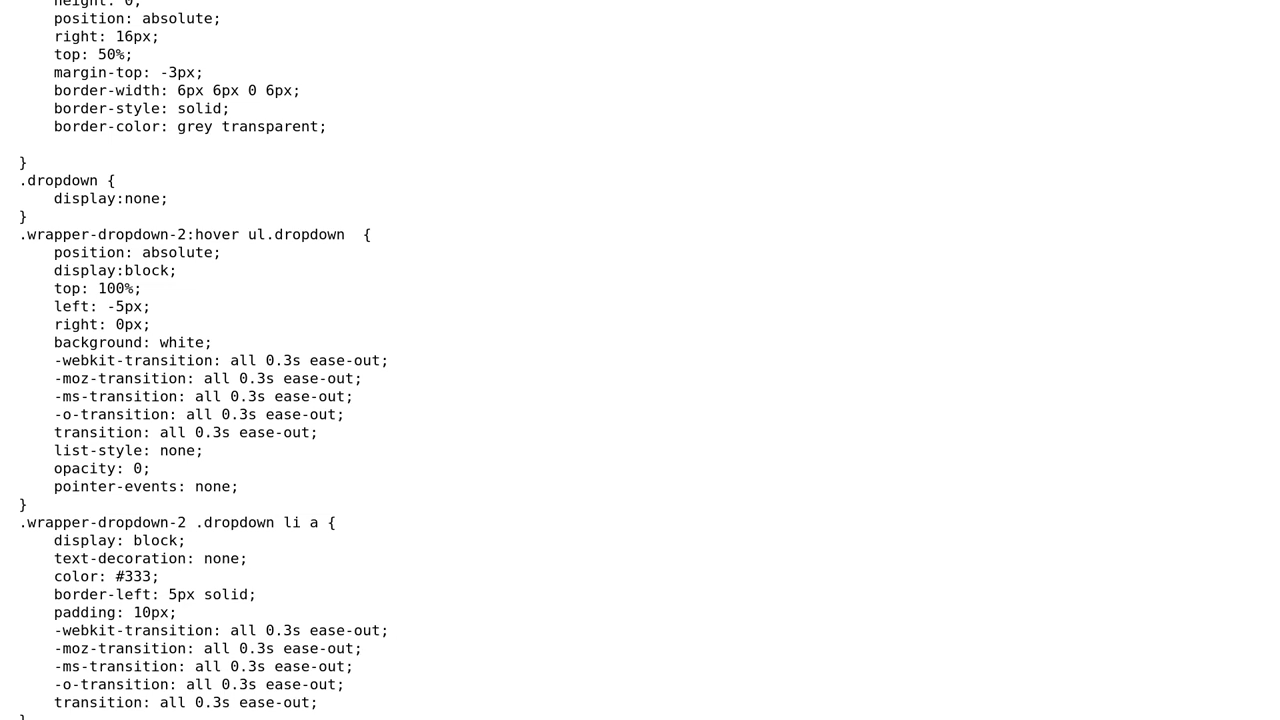 height: 0;
position: absolute;
right: 16px;
top: 50%;
margin-top: -3px;
border-width: 6px 6px 0 6px;
border-style: solid;
border-color: grey transparent;
}
.dropdown {
display:none;
}
.wrapper-dropdown-2:hover ul.dropdown  {
position: absolute;
display:block;
top: 100%;
left: -5px;
right: 0px;
background: white;
-webkit-transition: all 0.3s ease-out;
-moz-transition: all 0.3s ease-out;
-ms-transition: all 0.3s ease-out;
-o-transition: all 0.3s ease-out;
transition: all 0.3s ease-out;
list-style: none;
opacity: 0;
pointer-events: none;
}
.wrapper-dropdown-2 .dropdown li a {
display: block;
text-decoration: none;
color: #333;
border-left: 5px solid;
padding: 10px;
-webkit-transition: all 0.3s ease-out;
-moz-transition: all 0.3s ease-out;
-ms-transition: all 0.3s ease-out;
-o-transition: all 0.3s ease-out;
transition: all 0.3s ease-out;
}